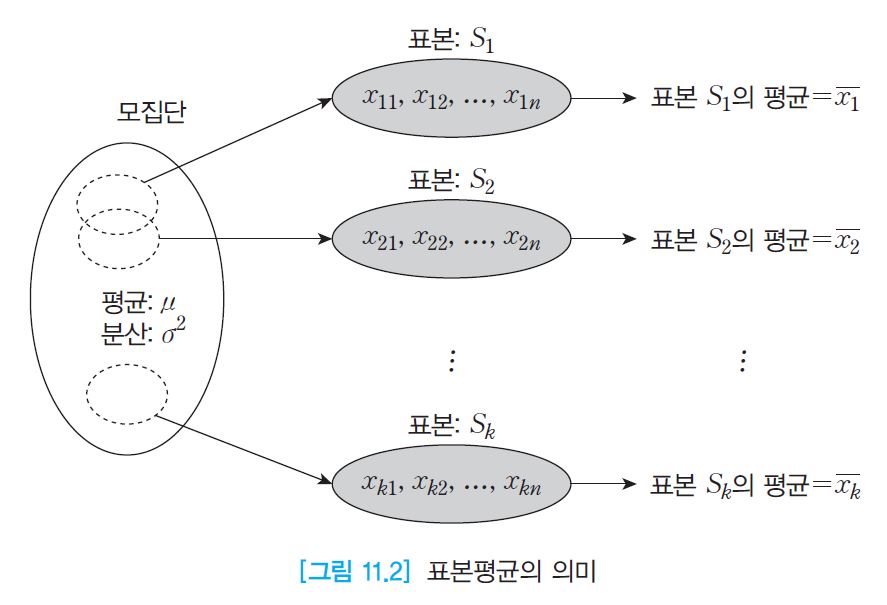 표본: S₁
모집단
x₁₁, x₁₂, ..., x₁ₙ
표본 S₁의 평균=x̅₁
표본: S₂
x₂₁, x₂₂, ..., x₂ₙ
표본 S₂의 평균=x̅₂
평균: μ
분산: σ²
⋮ ⋮
표본: Sₖ
xₖ₁, xₖ₂, ..., xₖₙ
표본 Sₖ의 평균=x̅ₖ
[그림 11.2] 표본평균의 의미